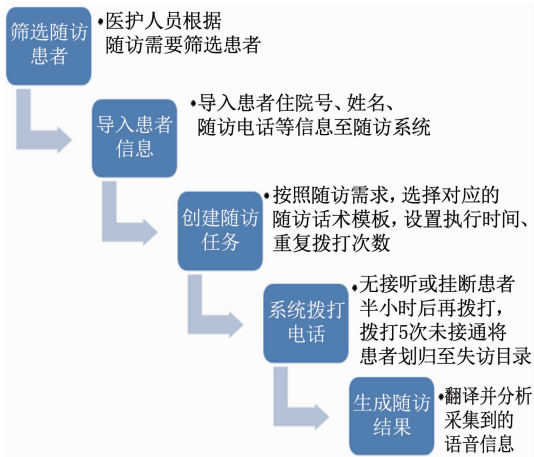 筛选随访
患者
•医护人员根据
随访需要筛选患者
导入患者
信息
•导入患者住院号、姓名、
随访电话等信息至随访系统
创建随访
任务
•按照随访需求,选择对应的
随访话术模板,设置执行时间、
重复拨打次数
系统拨打
电话
•无接听或挂断患者
半小时后再拨打,
拨打5次未接通将
患者划归至失访目录
生成随访
结果
•翻译并分析
采集到的
语音信息